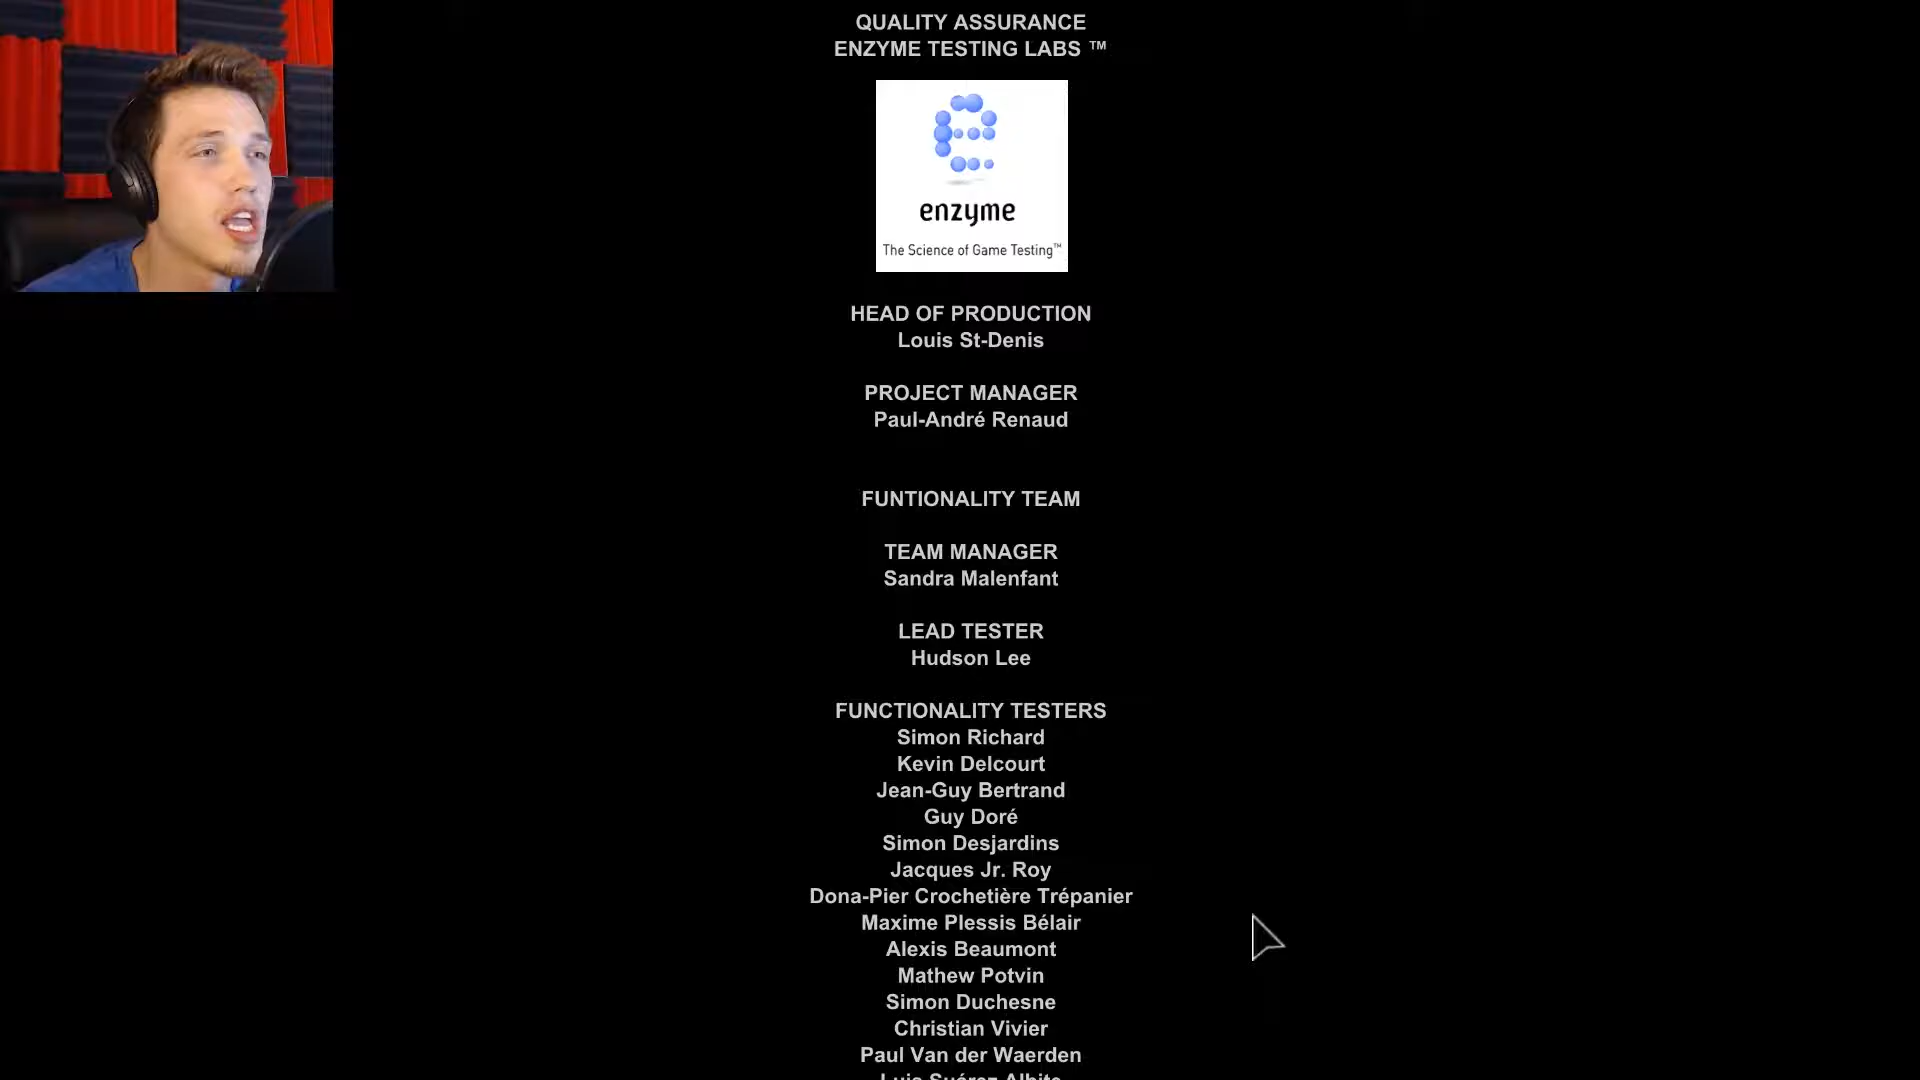 QUALITY ASSURANCE
ENZYME TESTING LABS ™
enzyme
The Science of Game Testing™
HEAD OF PRODUCTION
Louis St-Denis
PROJECT MANAGER
Paul-André Renaud
FUNTIONALITY TEAM
TEAM MANAGER
Sandra Malenfant
LEAD TESTER
Hudson Lee
FUNCTIONALITY TESTERS
Simon Richard
Kevin Delcourt
Jean-Guy Bertrand
Guy Doré
Simon Desjardins
Jacques Jr. Roy
Dona-Pier Crochetière Trépanier
Maxime Plessis Bélair
Alexis Beaumont
Mathew Potvin
Simon Duchesne
Christian Vivier
Paul Van der Waerden